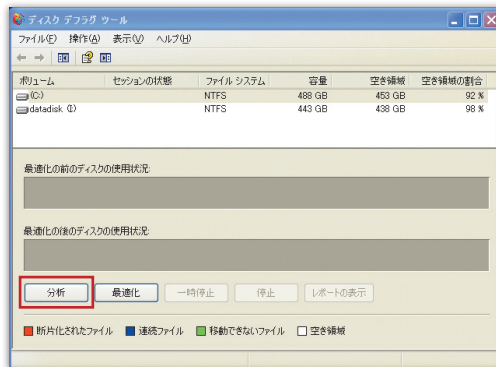 ディスク デフラグ ツール
ファイル(F) 操作(A) 表示(V) ヘルプ(H)
ボリューム セッションの状態 ファイル システム 容量 空き領域 空き領域の割合
(C:) NTFS 488 GB 453 GB 92 %
datadisk (I:) NTFS 443 GB 438 GB 98 %
最適化の前のディスクの使用状況:
最適化の後のディスクの使用状況:
分析 最適化 一時停止 停止 レポートの表示
断片化されたファイル 連続ファイル 移動できないファイル 空き領域